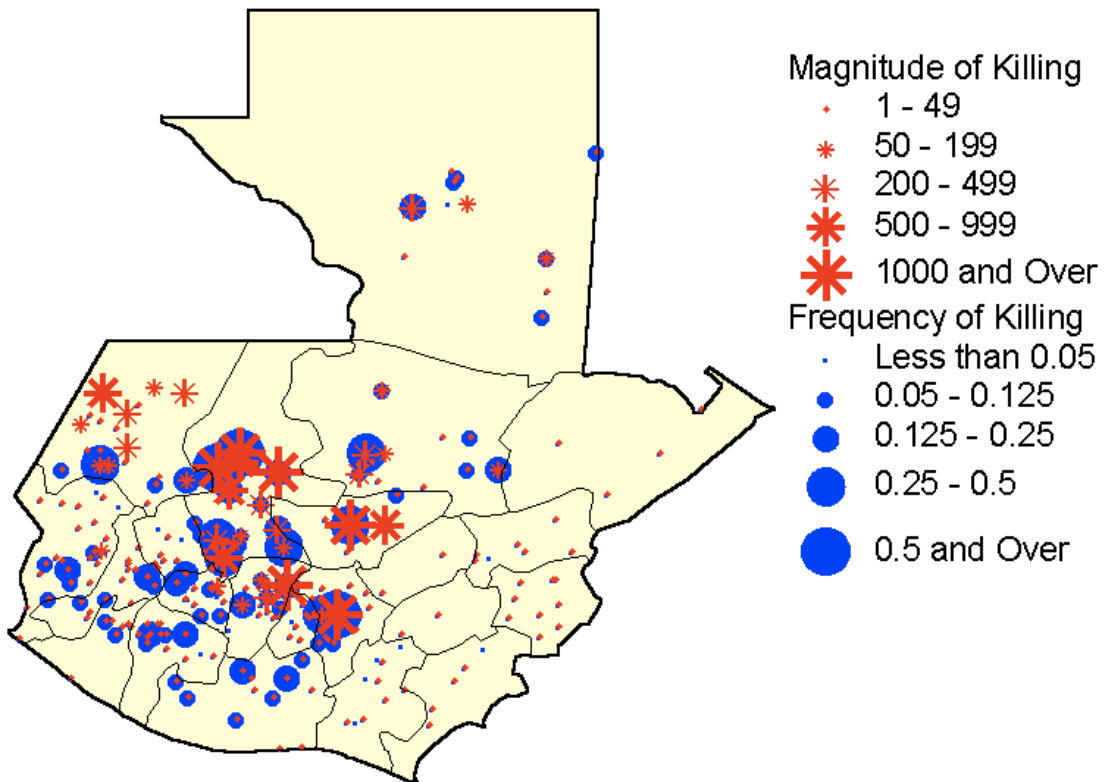 Magnitude of Killing
1 - 49
50 - 199
200 - 499
500 - 999
1000 and Over
Frequency of Killing
Less than 0.05
0.05 - 0.125
0.125 - 0.25
0.25 - 0.5
0.5 and Over